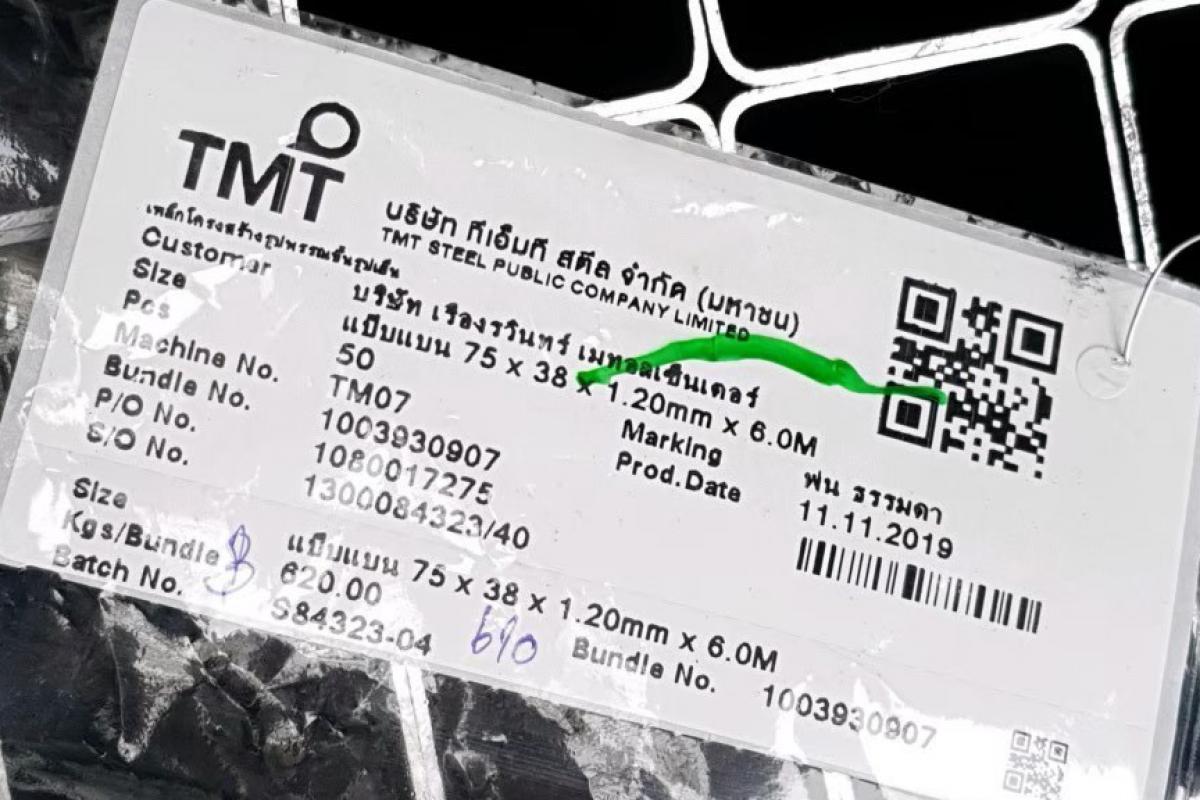 TMT
บริษัท ทีเอ็มที สตีล จำกัด (มหาชน)
TMT STEEL PUBLIC COMPANY LIMITED
เหล็กโครงสร้างรูปพรรณขึ้นรูปเย็น
Customer บริษัท เรืองรวินทร์ เมทอลเซ็นเตอร์
Size แป๊บแบน 75 x 38 x 1.20mm x 6.0M
Pcs 50 Marking พ่น ธรรมดา
Machine No. TM07 Prod.Date 11.11.2019
Bundle No. 1003930907
P/O No. 1080017275
S/O No. 1300084323/40
Size แป๊บแบน 75 x 38 x 1.20mm x 6.0M
Kgs/Bundle 620.00 Bundle No. 1003930907
Batch No. S84323-04